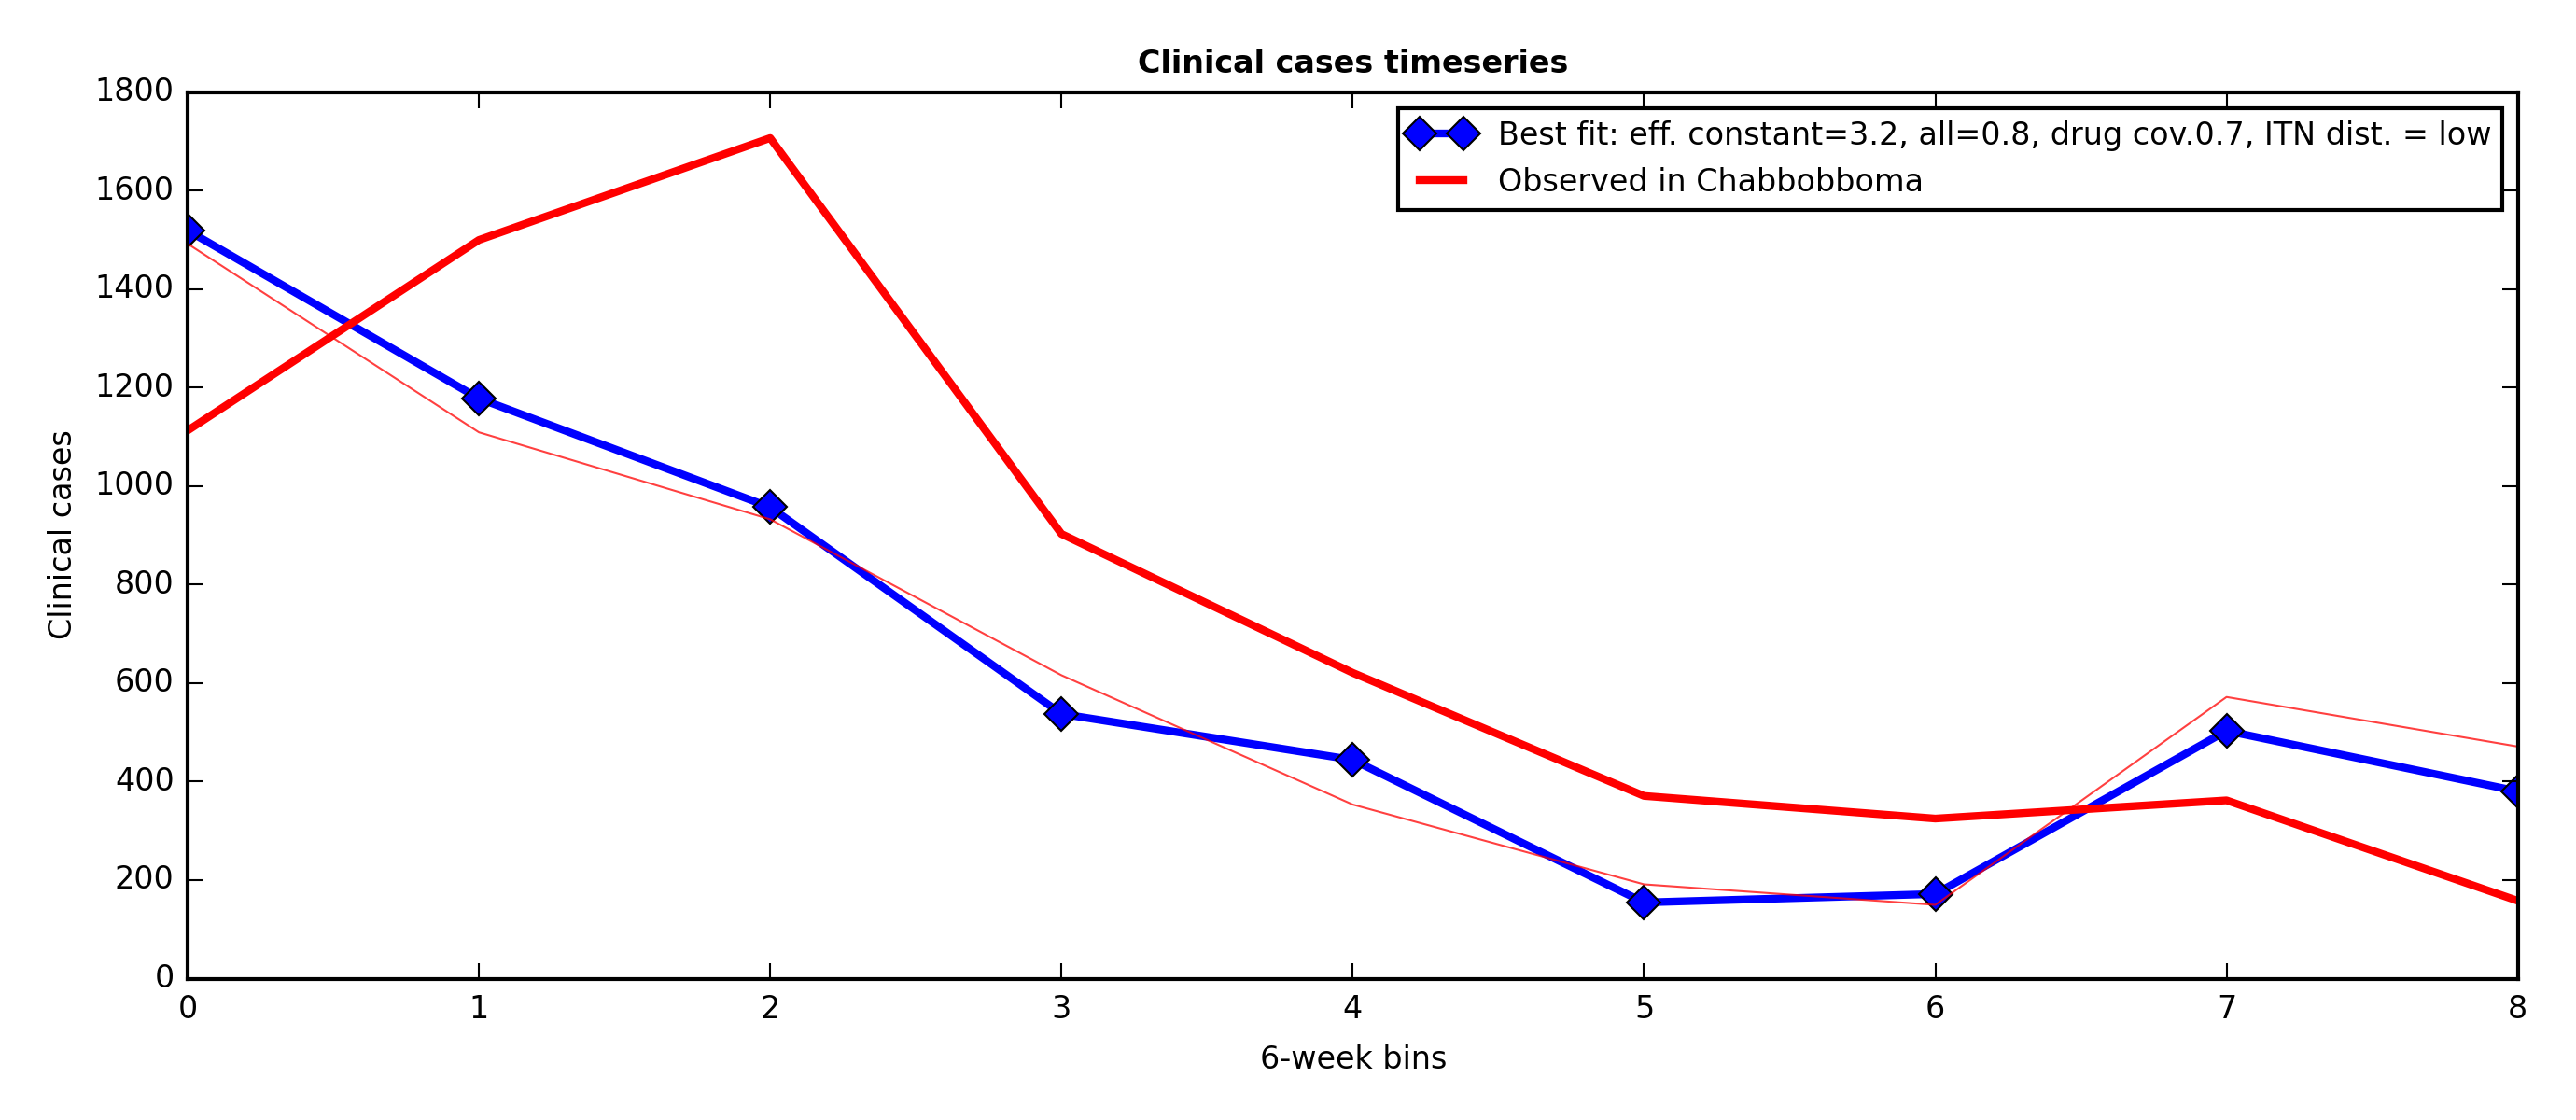 Clinical cases timeseries
1800
1600
1400
1200
1000
800
600
400
200
0
Clinical cases
Best fit: eff. constant=3.2, all=0.8, drug cov.0.7, ITN dist. = low
Observed in Chabbobboma
0 1 2 3 4 5 6 7 8
6-week bins